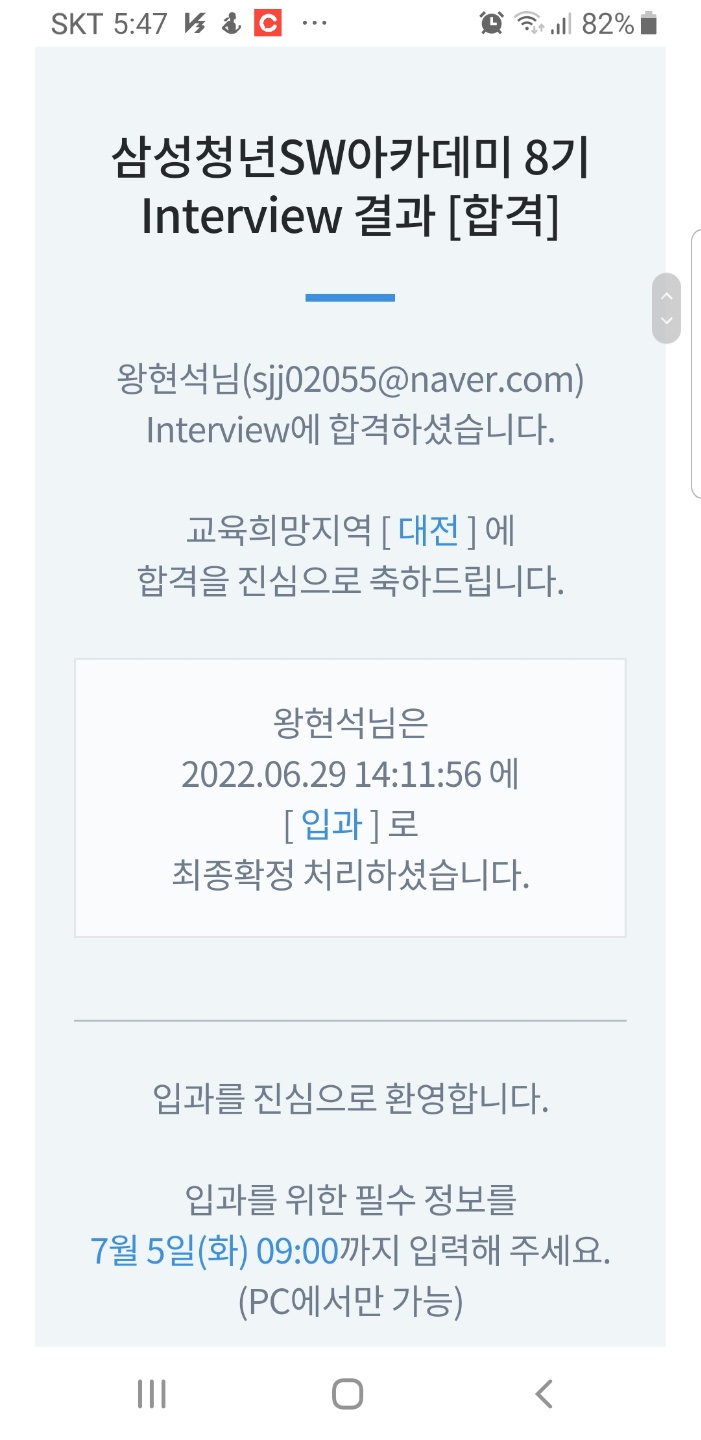 SKT 5:47
82%
삼성청년SW아카데미 8기
Interview 결과 [합격]
왕현석님(sjj02055@naver.com)
Interview에 합격하셨습니다.
교육희망지역 [ 대전 ] 에
합격을 진심으로 축하드립니다.
왕현석님은
2022.06.29 14:11:56 에
[ 입과 ] 로
최종확정 처리하셨습니다.
입과를 진심으로 환영합니다.
입과를 위한 필수 정보를
7월 5일(화) 09:00까지 입력해 주세요.
(PC에서만 가능)